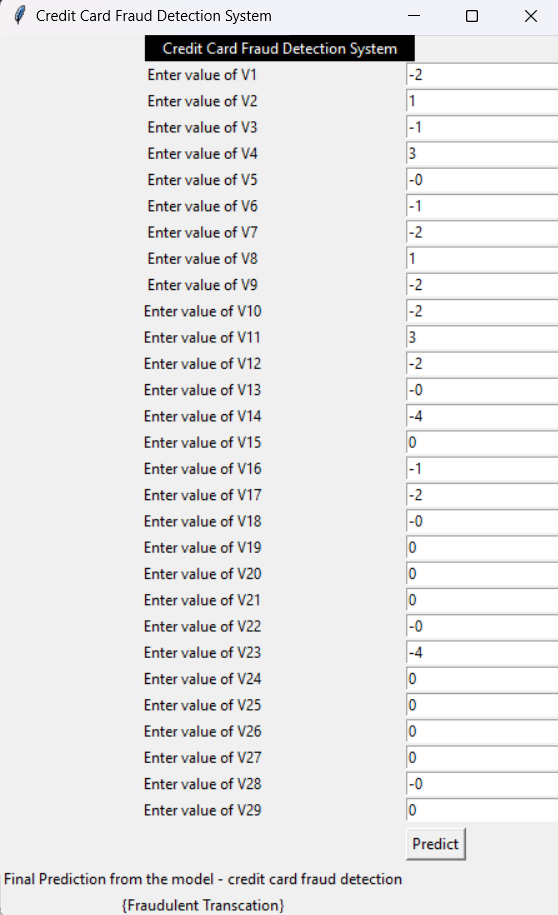 Credit Card Fraud Detection System
Credit Card Fraud Detection System
Enter value of V1 -2
Enter value of V2 1
Enter value of V3 -1
Enter value of V4 3
Enter value of V5 -0
Enter value of V6 -1
Enter value of V7 -2
Enter value of V8 1
Enter value of V9 -2
Enter value of V10 -2
Enter value of V11 3
Enter value of V12 -2
Enter value of V13 -0
Enter value of V14 -4
Enter value of V15 0
Enter value of V16 -1
Enter value of V17 -2
Enter value of V18 -0
Enter value of V19 0
Enter value of V20 0
Enter value of V21 0
Enter value of V22 -0
Enter value of V23 -4
Enter value of V24 0
Enter value of V25 0
Enter value of V26 0
Enter value of V27 0
Enter value of V28 -0
Enter value of V29 0
Predict
Final Prediction from the model - credit card fraud detection
{Fraudulent Transcation}